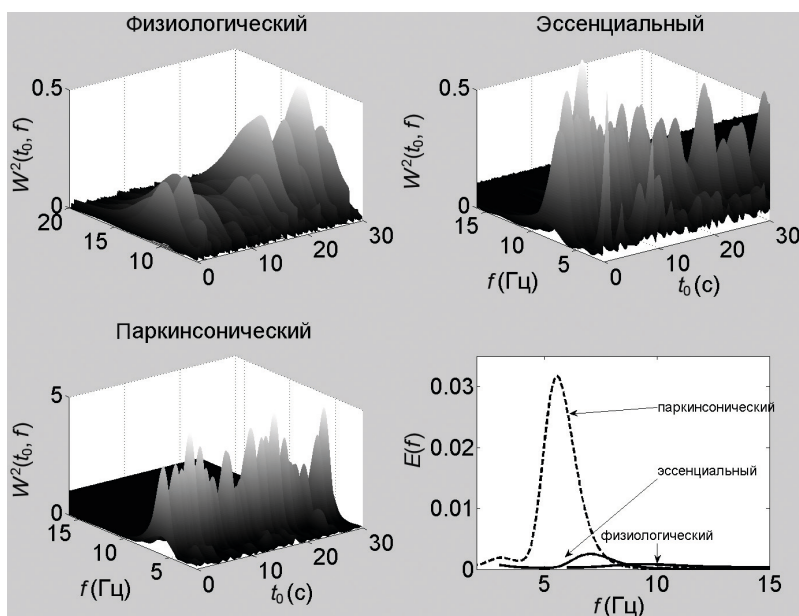 Физиологический
Эссенциальный
0.5
0
W²(t₀, f)
20
15
10
0
10
20
30
0.5
0
W²(t₀, f)
15
10
5
f (Гц)
0
10
20
30
t₀ (с)
Паркинсонический
5
0
W²(t₀, f)
15
10
5
f (Гц)
0
10
20
30
t₀ (с)
0.03
0.02
0.01
0
E(f)
паркинсонический
эссенциальный
физиологический
5
10
15
f (Гц)